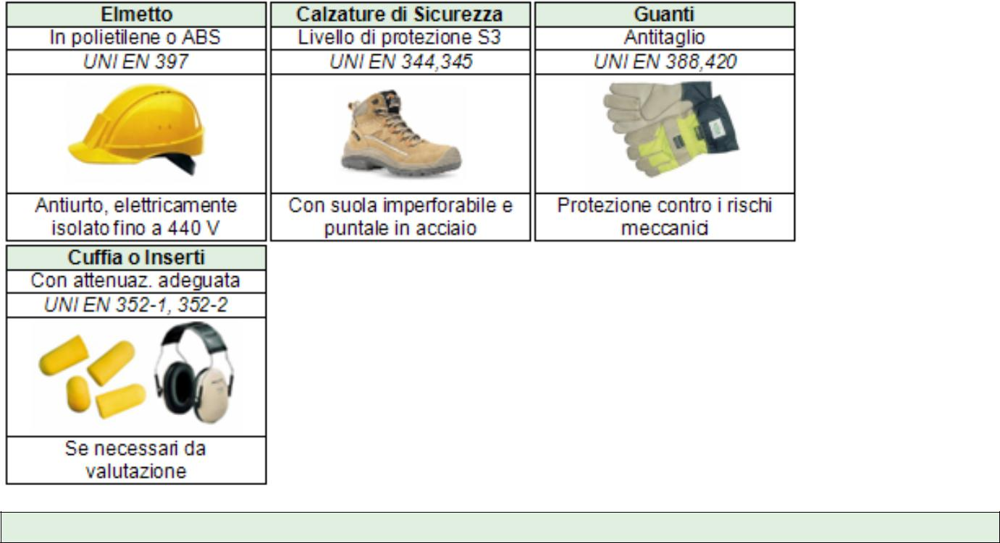 Elmetto
In polietilene o ABS
UNI EN 397
Antiurto, elettricamente
isolato fino a 440 V
Calzature di Sicurezza
Livello di protezione S3
UNI EN 344,345
Con suola imperforabile e
puntale in acciaio
Guanti
Antitaglio
UNI EN 388,420
Protezione contro i rischi
meccanici
Cuffia o Inserti
Con attenuaz. adeguata
UNI EN 352-1, 352-2
Se necessari da
valutazione